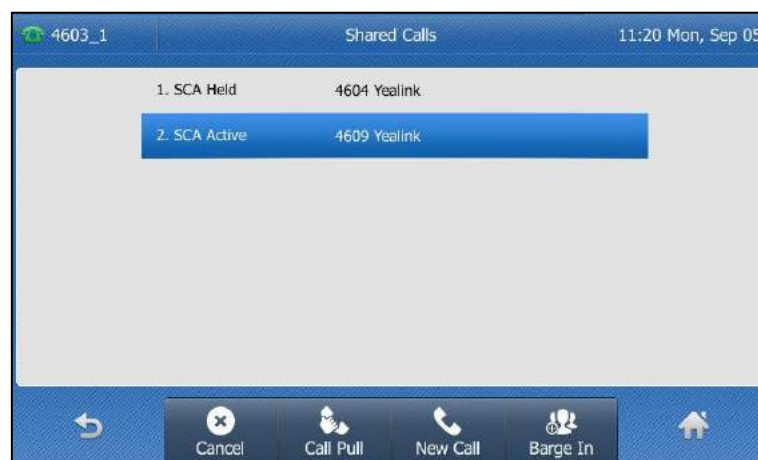 4603_1 Shared Calls 11:20 Mon, Sep 05
1. SCA Held 4604 Yealink
2. SCA Active 4609 Yealink
Cancel Call Pull New Call Barge In